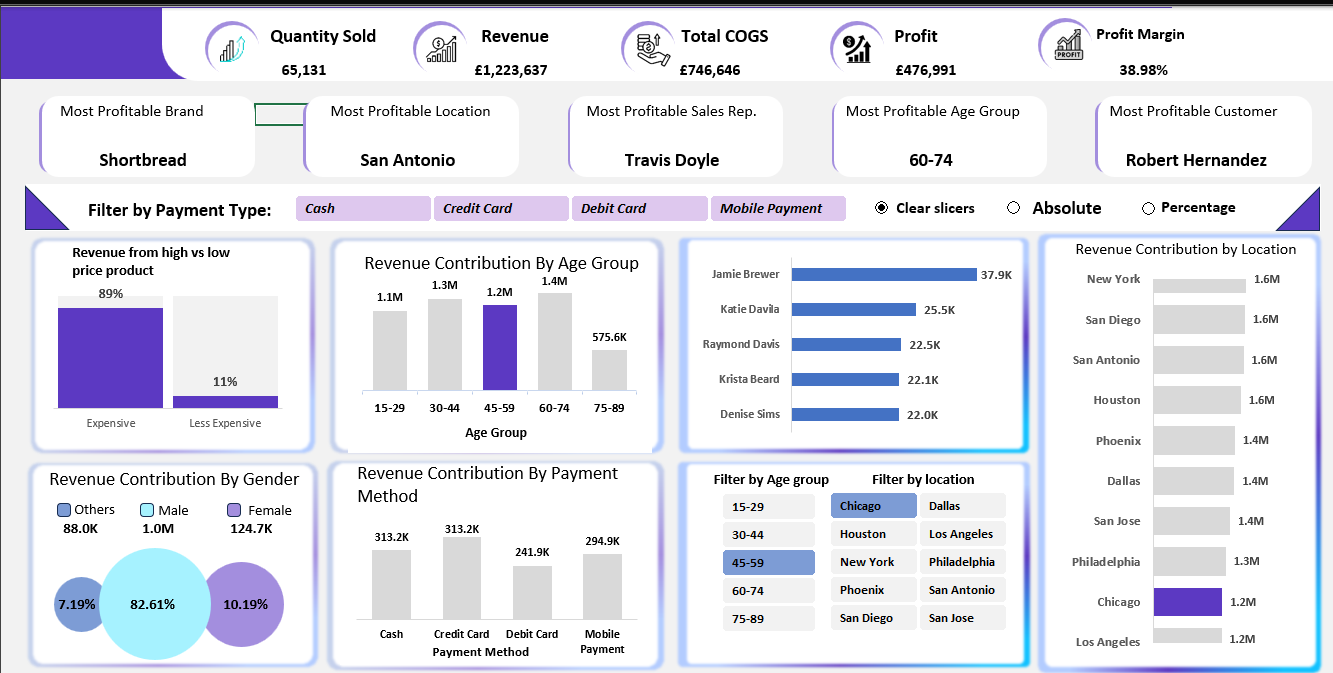 Quantity Sold
65,131
Revenue
£1,223,637
Total COGS
£746,646
Profit
£476,991
PROFIT
Profit Margin
38.98%
Most Profitable Brand
Shortbread
Most Profitable Location
San Antonio
Most Profitable Sales Rep.
Travis Doyle
Most Profitable Age Group
60-74
Most Profitable Customer
Robert Hernandez
Filter by Payment Type:
Cash
Credit Card
Debit Card
Mobile Payment
Clear slicers
Absolute
Percentage
Revenue from high vs low
price product
89%
11%
Expensive
Less Expensive
Revenue Contribution By Age Group
1.1M
1.3M
1.2M
1.4M
575.6K
15-29
30-44
45-59
60-74
75-89
Age Group
Jamie Brewer
37.9K
Katie Davila
25.5K
Raymond Davis
22.5K
Krista Beard
22.1K
Denise Sims
22.0K
Revenue Contribution by Location
New York
1.6M
San Diego
1.6M
San Antonio
1.6M
Houston
1.6M
Phoenix
1.4M
Dallas
1.4M
San Jose
1.4M
Philadelphia
1.3M
Chicago
1.2M
Los Angeles
1.2M
Revenue Contribution By Gender
Others
88.0K
Male
1.0M
Female
124.7K
7.19%
82.61%
10.19%
Revenue Contribution By Payment
Method
313.2K
313.2K
241.9K
294.9K
Cash
Credit Card
Debit Card
Mobile
Payment
Payment Method
Filter by Age group
15-29
30-44
45-59
60-74
75-89
Filter by location
Chicago
Dallas
Houston
Los Angeles
New York
Philadelphia
Phoenix
San Antonio
San Diego
San Jose